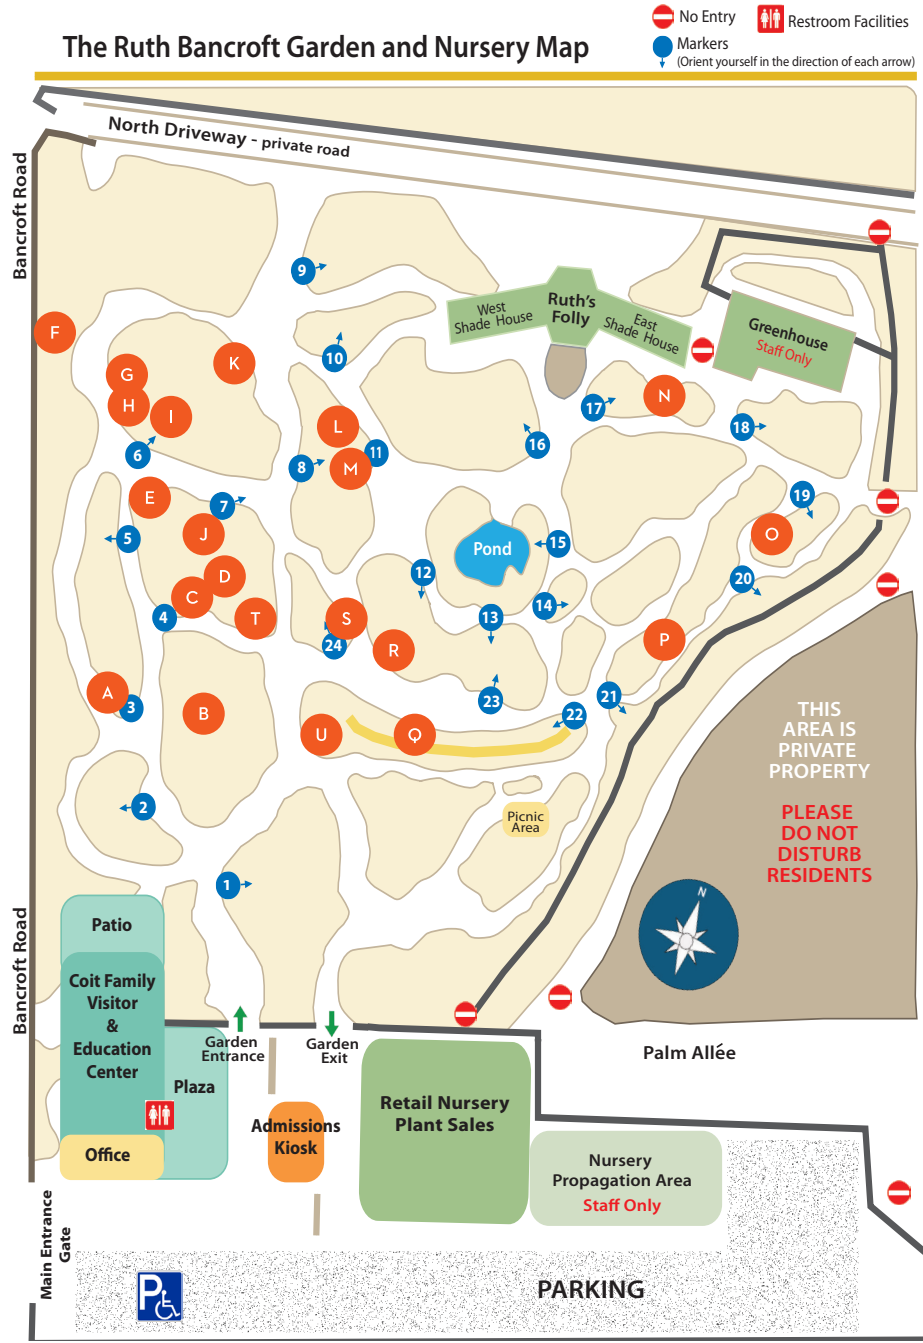 The Ruth Bancroft Garden and Nursery Map
No Entry
Restroom Facilities
Markers
(Orient yourself in the direction of each arrow)
North Driveway - private road
Bancroft Road
9
West
Shade House
Ruth's
Folly
East
Shade House
Greenhouse
Staff Only
F
10
G
K
H
I
N
17
L
18
16
6
11
8
M
E
7
19
J
5
O
Pond
15
D
12
20
C
14
4
T
S
13
24
R
P
A
3
B
23
21
22
U
Q
THIS
AREA IS
PRIVATE
PROPERTY
PLEASE
DO NOT
DISTURB
RESIDENTS
2
Picnic
Area
1
N
Bancroft Road
Patio
Coit Family
Visitor
&
Education
Center
Garden
Entrance
Garden
Exit
Palm Allée
Plaza
Retail Nursery
Plant Sales
Admissions
Kiosk
Office
Nursery
Propagation Area
Staff Only
Main Entrance
Gate
PARKING
P